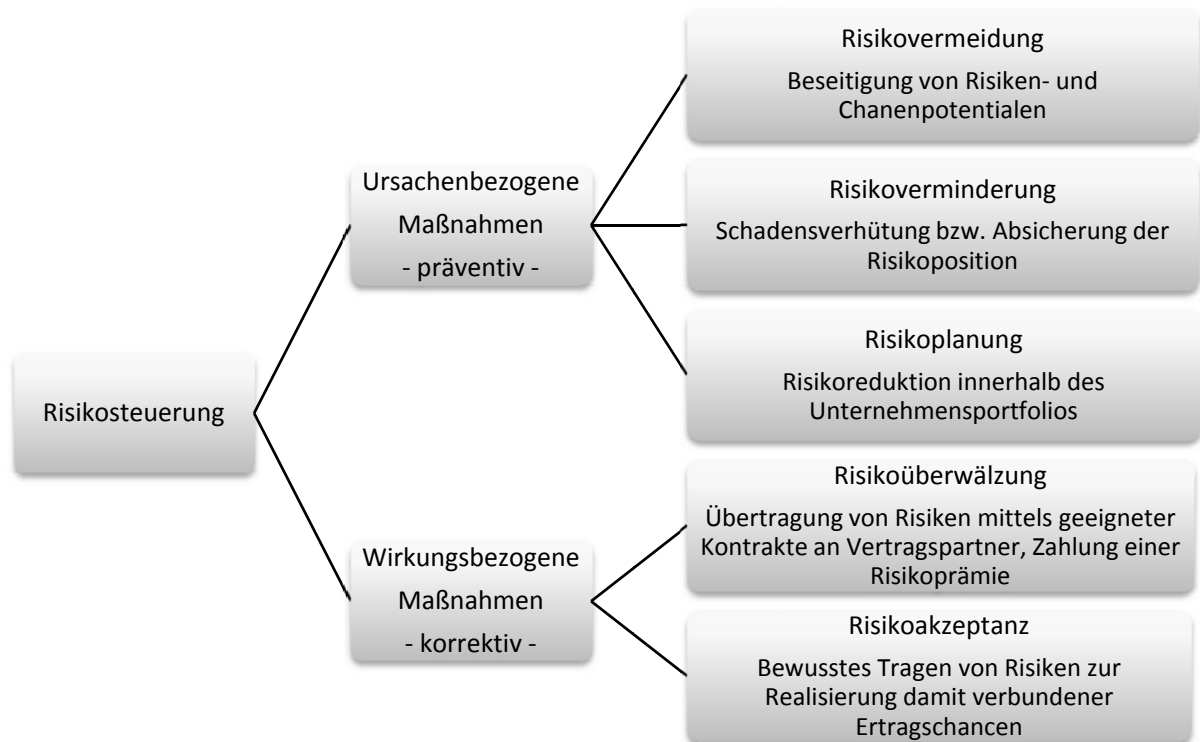 Risikosteuerung
Ursachenbezogene
Maßnahmen
- präventiv -
Risikovermeidung
Beseitigung von Risiken- und
Chanenpotentialen
Risikoverminderung
Schadensverhütung bzw. Absicherung der
Risikoposition
Risikoplanung
Risikoreduktion innerhalb des
Unternehmensportfolios
Wirkungsbezogene
Maßnahmen
- korrektiv -
Risikoüberwälzung
Übertragung von Risiken mittels geeigneter
Kontrakte an Vertragspartner, Zahlung einer
Risikoprämie
Risikoakzeptanz
Bewusstes Tragen von Risiken zur
Realisierung damit verbundener
Ertragschancen